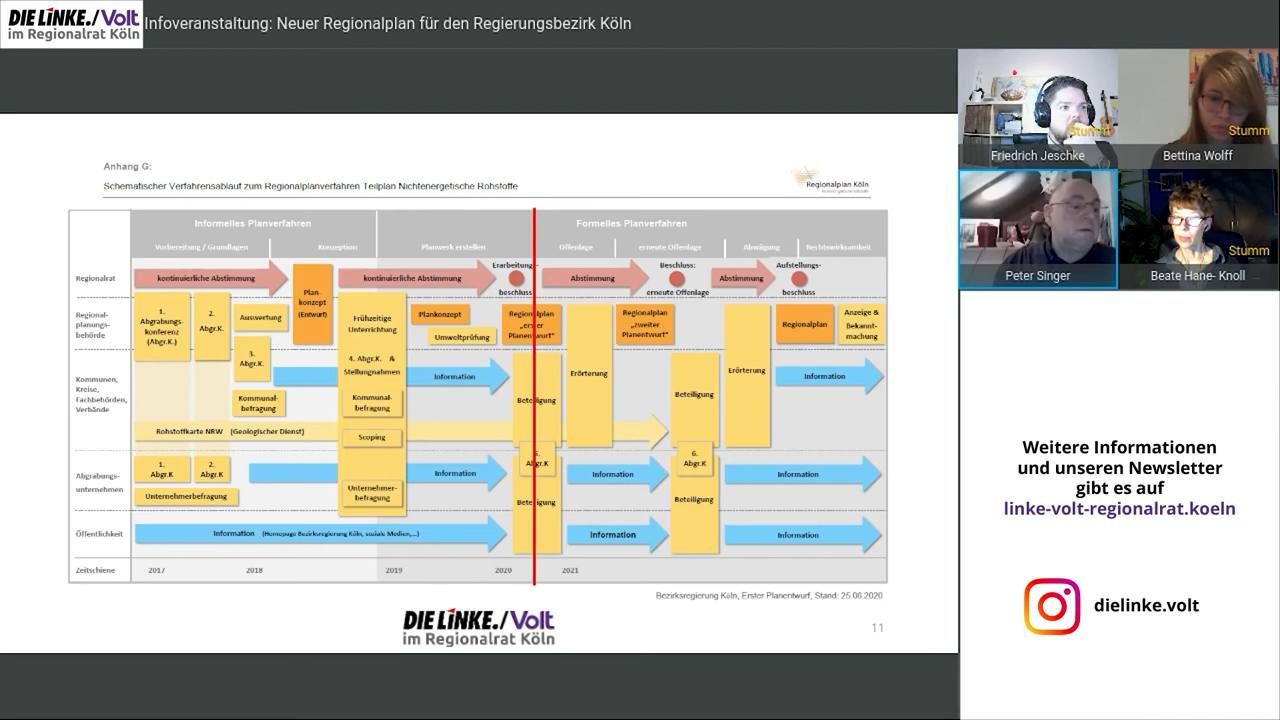 DIE LINKE./Volt
im Regionalrat Köln
Infoveranstaltung: Neuer Regionalplan für den Regierungsbezirk Köln
Stumm
Friedrich Jeschke
Stumm
Bettina Wolff
Peter Singer
Stumm
Beate Hane- Knoll
Anhang G:
Schematischer Verfahrensablauf zum Regionalplanverfahren Teilplan Nichtenergetische Rohstoffe
Regionalplan Köln
Informelles Planverfahren
Formelles Planverfahren
Vorbereitung / Grundlagen
Konzeption
Planwerk erstellen
Offenlage
erneute Offenlage
Abwägung
Rechtswirksamkeit
Regionalrat
kontinuierliche Abstimmung
kontinuierliche Abstimmung
Erarbeitungs-
beschluss
Abstimmung
Beschluss:
erneute Offenlage
Abstimmung
Aufstellungs-
beschluss
Regional-
planungs-
behörde
1.
Abgrabungs-
konferenz
(Abgr.K.)
2.
Abgr.K.
Auswertung
3.
Abgr.K.
Plan-
konzept
(Entwurf)
Frühzeitige
Unterrichtung
Plankonzept
Umweltprüfung
Regionalplan
„erster
Planentwurf“
Regionalplan
„zweiter
Planentwurf“
Regionalplan
Anzeige &
Bekannt-
machung
Kommunen,
Kreise,
Fachbehörden,
Verbände
4. Abgr.K. &
Stellungnahmen
Information
Erörterung
Erörterung
Information
Kommunal-
befragung
Kommunal-
befragung
Beteiligung
Beteiligung
Rohstoffkarte NRW (Geologischer Dienst)
Scoping
Abgrabungs-
unternehmen
1.
Abgr.K
2.
Abgr.K
Unternehmerbefragung
Unternehmer-
befragung
Information
5.
Abgr.K
Information
6.
Abgr.K
Information
Beteiligung
Beteiligung
Öffentlichkeit
Information (Homepage Bezirksregierung Köln, soziale Medien,...)
Information
Information
Zeitschiene
2017
2018
2019
2020
2021
Bezirksregierung Köln, Erster Planentwurf, Stand: 25.06.2020
DIE LINKE./Volt
im Regionalrat Köln
11
Weitere Informationen
und unseren Newsletter
gibt es auf
linke-volt-regionalrat.koeln
dielinke.volt